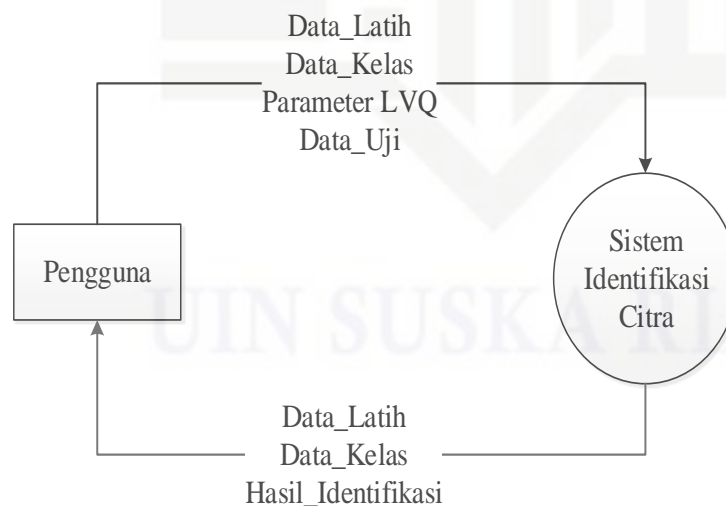 Data_Latih
Data_Kelas
Parameter LVQ
Data_Uji
Pengguna
Sistem
Identifikasi
Citra
UIN SUSKA RI
Data_Latih
Data_Kelas
Hasil_Identifikasi